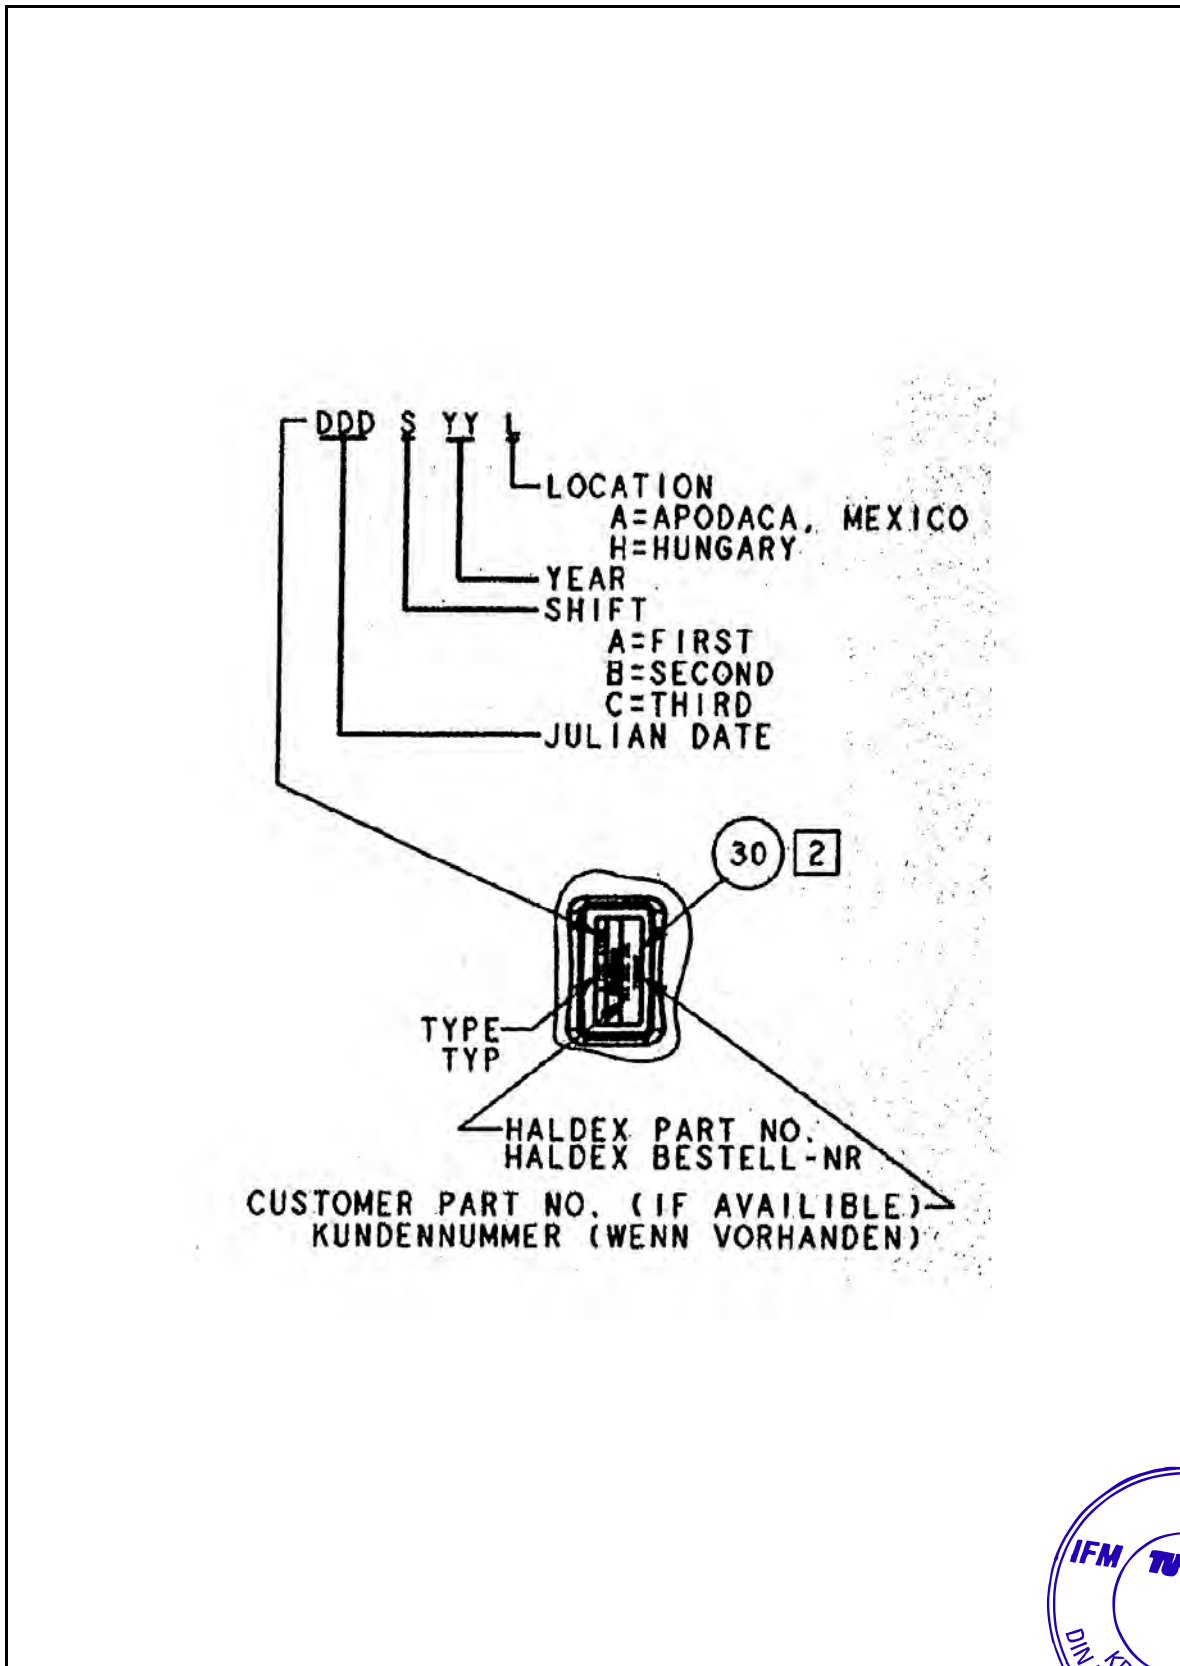 DDD S YY L
LOCATION
A=APODACA, MEXICO
H=HUNGARY
YEAR
SHIFT
A=FIRST
B=SECOND
C=THIRD
JULIAN DATE
30 2
TYPE
TYP
HALDEX PART NO.
HALDEX BESTELL-NR
CUSTOMER PART NO. (IF AVAILIBLE)
KUNDENNUMMER (WENN VORHANDEN)
IFM
DIN